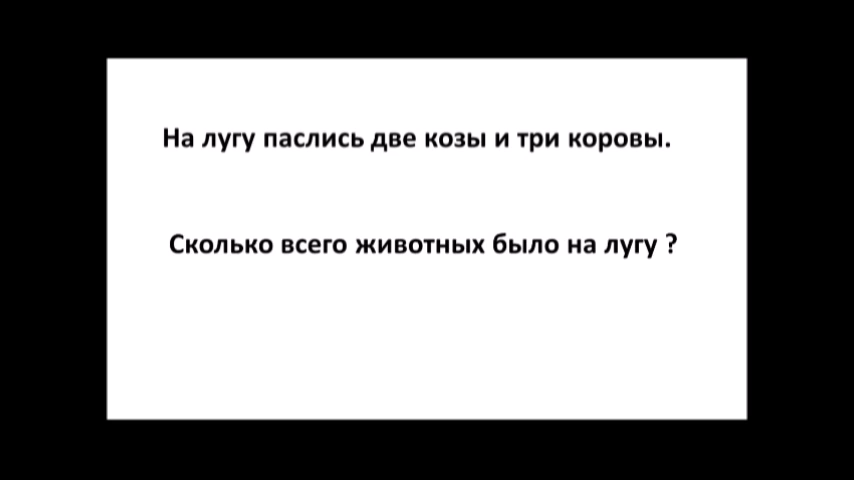 На лугу паслись две козы и три коровы.
Сколько всего животных было на лугу ?